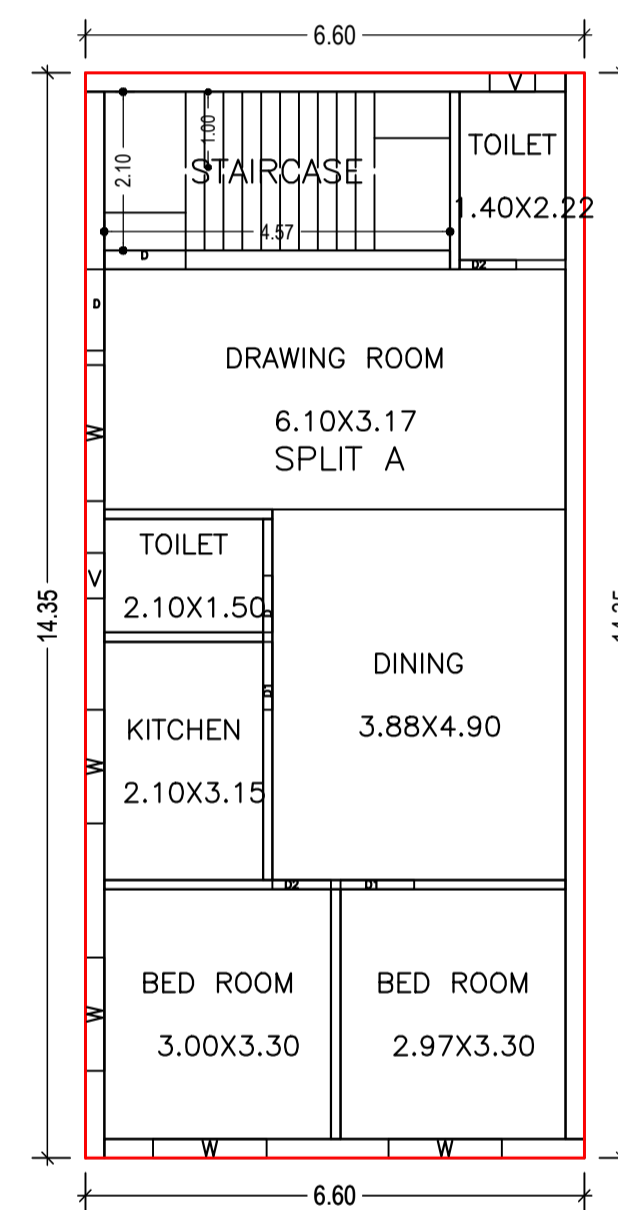 6.60
V
TOILET
1.40X2.22
1.00
2.10
STAIRCASE
4.57
D
D2
D
DRAWING ROOM
6.10X3.17
SPLIT A
W
TOILET
2.10X1.50
V
14.35
DINING
3.88X4.90
D1
KITCHEN
2.10X3.15
W
D2
D1
BED ROOM
3.00X3.30
BED ROOM
2.97X3.30
W
W
W
6.60